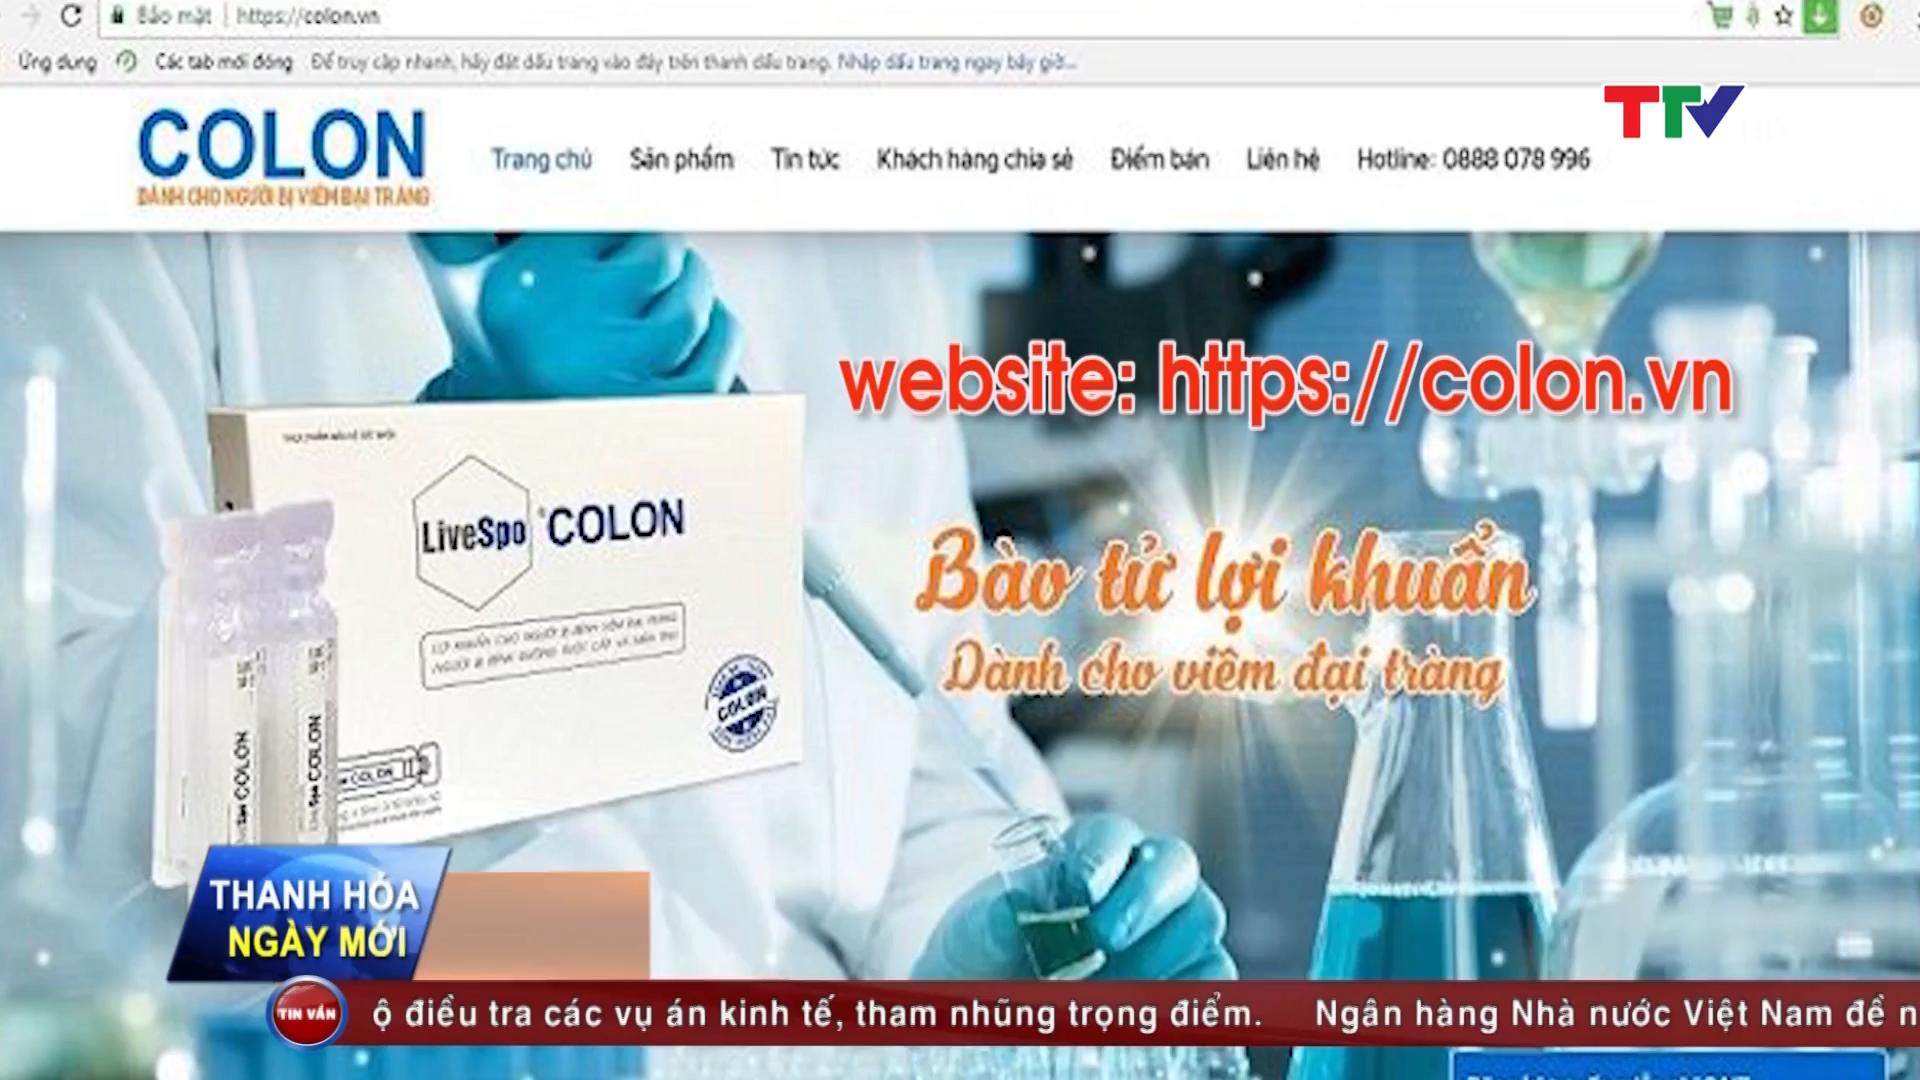 Bảo mật | https://colon.vn
Ứng dụng Các tab mới đóng Để truy cập nhanh, hãy đặt dấu trang vào đây trên thanh dấu trang. Nhập dấu trang ngay bây giờ...
TTV
COLON
DÀNH CHO NGƯỜI BỊ VIÊM ĐẠI TRÀNG
Trang chủ Sản phẩm Tin tức Khách hàng chia sẻ Điểm bán Liên hệ Hotline: 0888 078 996
website: https://colon.vn
LiveSpo® COLON
Bào tử lợi khuẩn
Dành cho viêm đại tràng
COLON
COLON
COLON
COLON
THANH HÓA
NGÀY MỚI
TIN VẮN
ộ điều tra các vụ án kinh tế, tham nhũng trọng điểm. Ngân hàng Nhà nước Việt Nam đề n